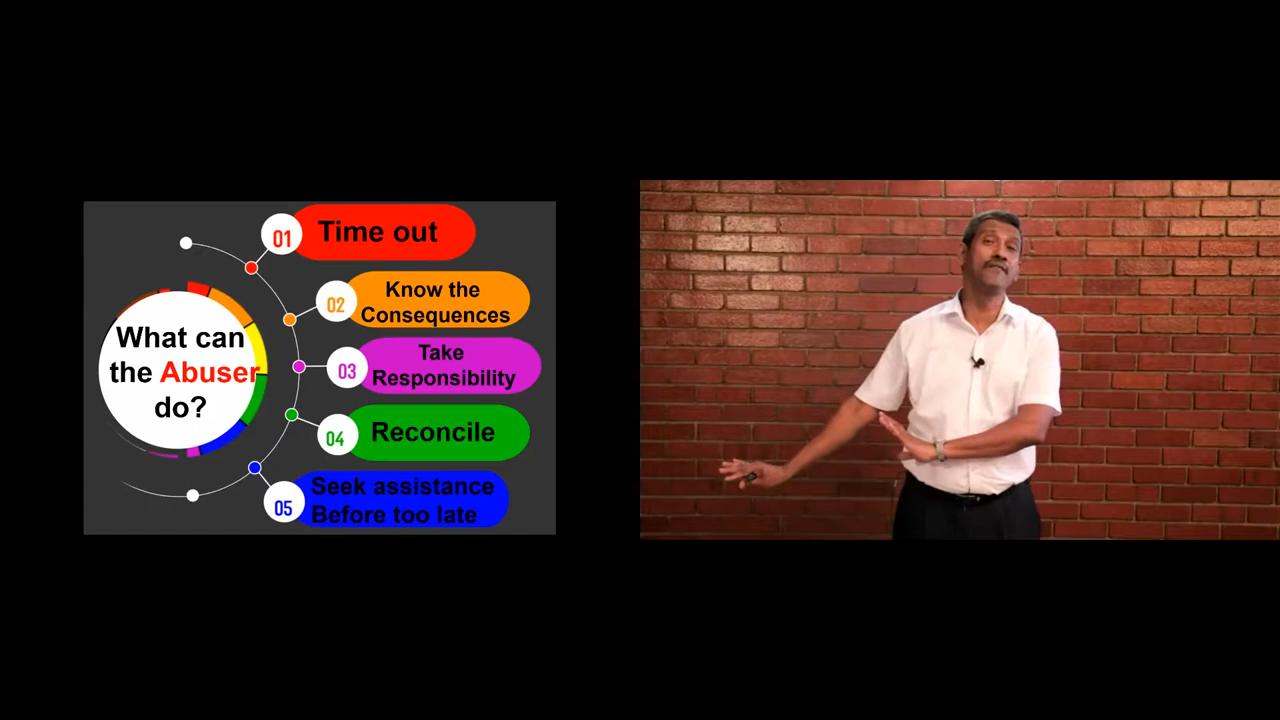 What can
the Abuser
do?
01
Time out
02
Know the
Consequences
03
Take
Responsibility
04
Reconcile
05
Seek assistance
Before too late